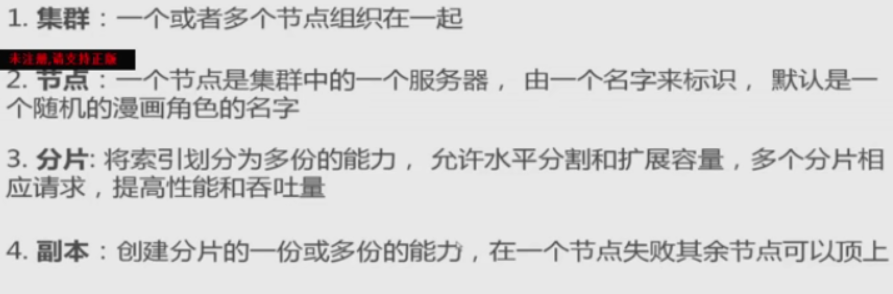 1. 集群：一个或者多个节点组织在一起
未注册,请支持正版
2. 节点：一个节点是集群中的一个服务器， 由一个名字来标识， 默认是一
个随机的漫画角色的名字
3. 分片: 将索引划分为多份的能力， 允许水平分割和扩展容量，多个分片相
应请求，提高性能和吞吐量
4. 副本：创建分片的一份或多份的能力，在一个节点失败其余节点可以顶上